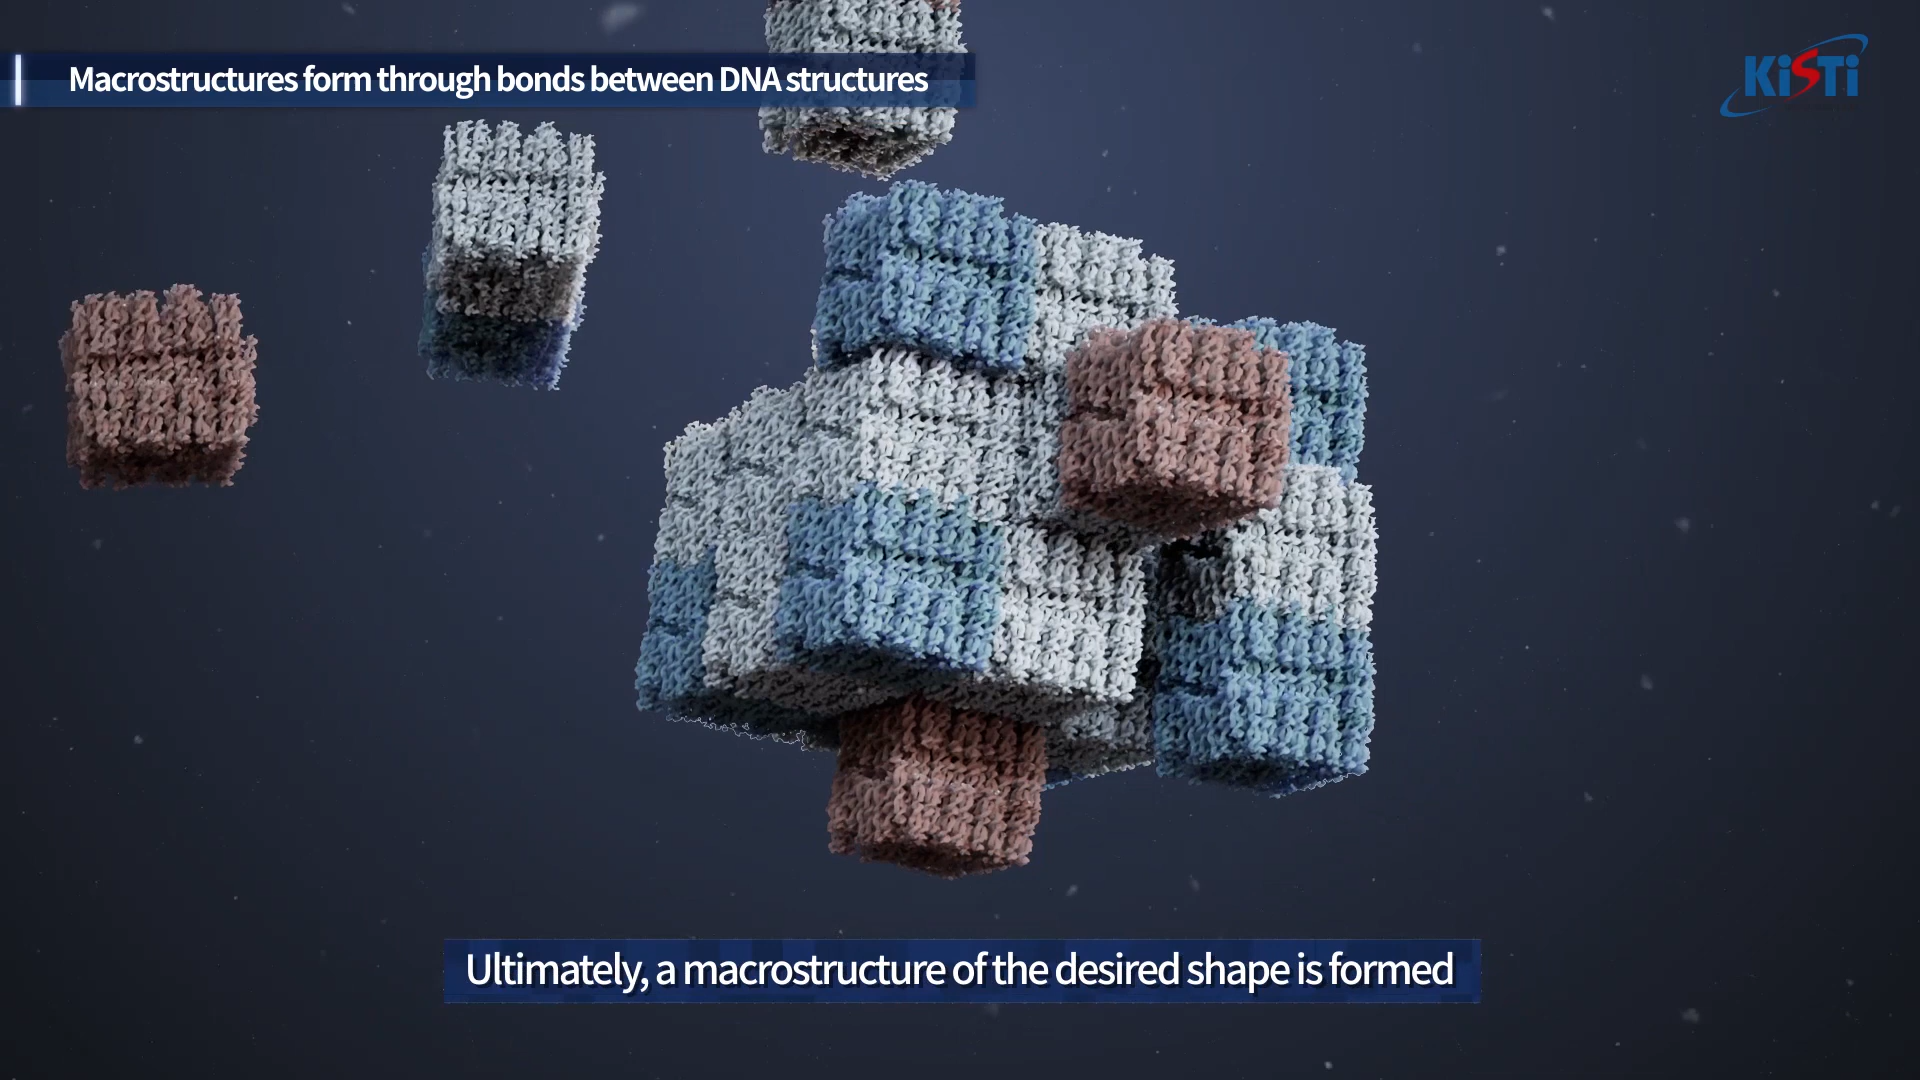 Macrostructures form through bonds between DNA structures
KiSTi
Ultimately, a macrostructure of the desired shape is formed